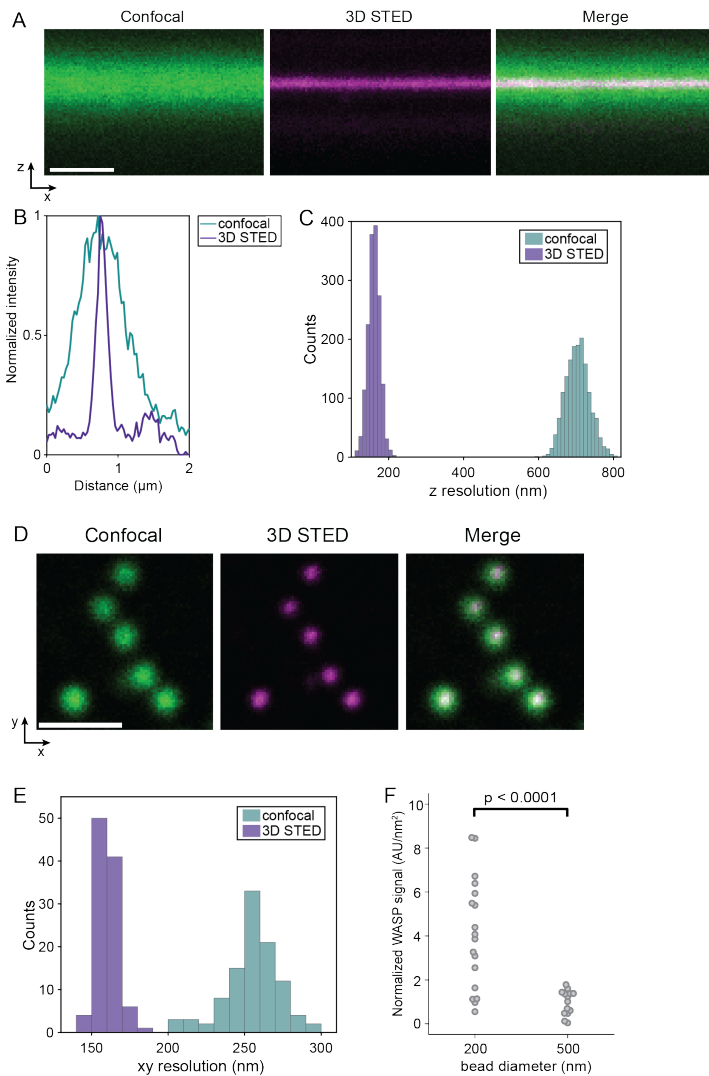 A
Confocal
3D STED
Merge
z
x
B
1
0.5
0
Normalized intensity
0
1
2
Distance (µm)
confocal
3D STED
C
400
300
200
100
0
Counts
200
400
600
800
z resolution (nm)
confocal
3D STED
D
Confocal
3D STED
Merge
y
x
E
50
40
30
20
10
0
Counts
150
200
250
300
xy resolution (nm)
confocal
3D STED
F
p < 0.0001
10
8
6
4
2
0
Normalized WASP signal (AU/nm²)
200
500
bead diameter (nm)